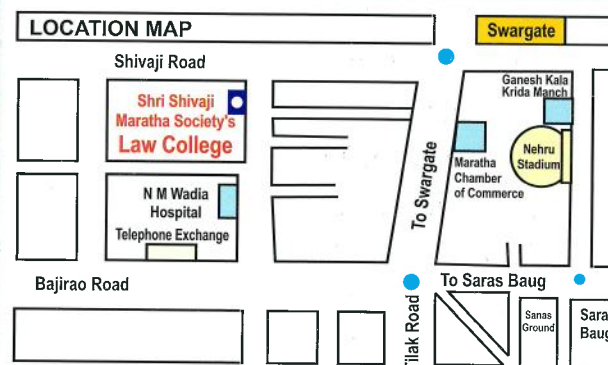 LOCATION MAP
Swargate
Shivaji Road
Shri Shivaji
Maratha Society's
Law College
Ganesh Kala
Krida Manch
Nehru
Stadium
Maratha
Chamber
of Commerce
To Swargate
N M Wadia
Hospital
Telephone Exchange
Bajirao Road
To Saras Baug
Tilak Road
Sanas
Ground
Sara
Baug